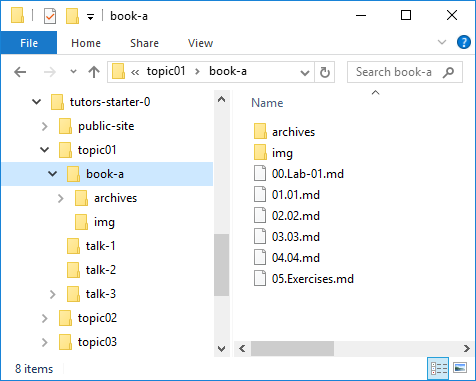 book-a
File Home Share View
« topic01 › book-a Search book-a
tutors-starter-0
public-site
topic01
book-a
archives
img
talk-1
talk-2
talk-3
topic02
topic03
Name
archives
img
00.Lab-01.md
01.01.md
02.02.md
03.03.md
04.04.md
05.Exercises.md
8 items